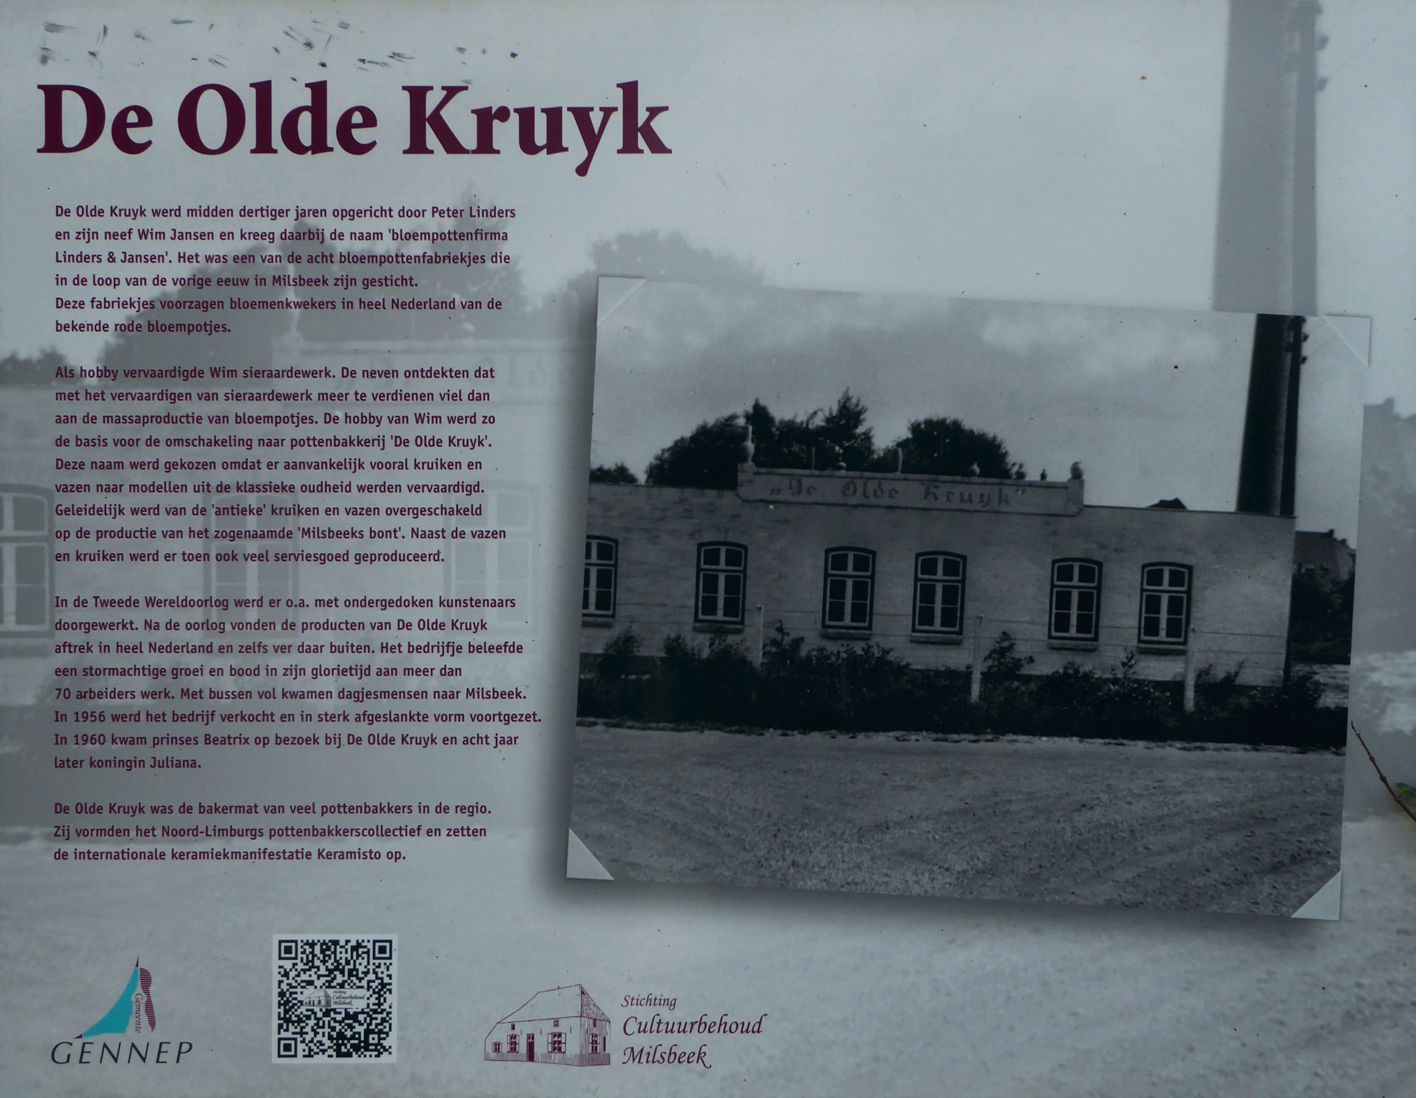 De Olde Kruyk
De Olde Kruyk werd midden dertiger jaren opgericht door Peter Linders
en zijn neef Wim Jansen en kreeg daarbij de naam 'bloempottenfirma
Linders & Jansen'. Het was een van de acht bloempottenfabriekjes die
in de loop van de vorige eeuw in Milsbeek zijn gesticht.
Deze fabriekjes voorzagen bloemenkwekers in heel Nederland van de
bekende rode bloempotjes.
Als hobby vervaardigde Wim sieraardewerk. De neven ontdekten dat
met het vervaardigen van sieraardewerk meer te verdienen viel dan
aan de massaproductie van bloempotjes. De hobby van Wim werd zo
de basis voor de omschakeling naar pottenbakkerij 'De Olde Kruyk'.
Deze naam werd gekozen omdat er aanvankelijk vooral kruiken en
vazen naar modellen uit de klassieke oudheid werden vervaardigd.
Geleidelijk werd van de 'antieke' kruiken en vazen overgeschakeld
op de productie van het zogenaamde 'Milsbeeks bont'. Naast de vazen
en kruiken werd er toen ook veel serviesgoed geproduceerd.
In de Tweede Wereldoorlog werd er o.a. met ondergedoken kunstenaars
doorgewerkt. Na de oorlog vonden de producten van De Olde Kruyk
aftrek in heel Nederland en zelfs ver daar buiten. Het bedrijfje beleefde
een stormachtige groei en bood in zijn glorietijd aan meer dan
70 arbeiders werk. Met bussen vol kwamen dagjesmensen naar Milsbeek.
In 1956 werd het bedrijf verkocht en in sterk afgeslankte vorm voortgezet.
In 1960 kwam prinses Beatrix op bezoek bij De Olde Kruyk en acht jaar
later koningin Juliana.
De Olde Kruyk was de bakermat van veel pottenbakkers in de regio.
Zij vormden het Noord-Limburgs pottenbakkerscollectief en zetten
de internationale keramiekmanifestatie Keramisto op.
„De Olde Kruyk"
Gemeente
GENNEP
Stichting
Cultuurbehoud
Milsbeek
Stichting
Cultuurbehoud
Milsbeek